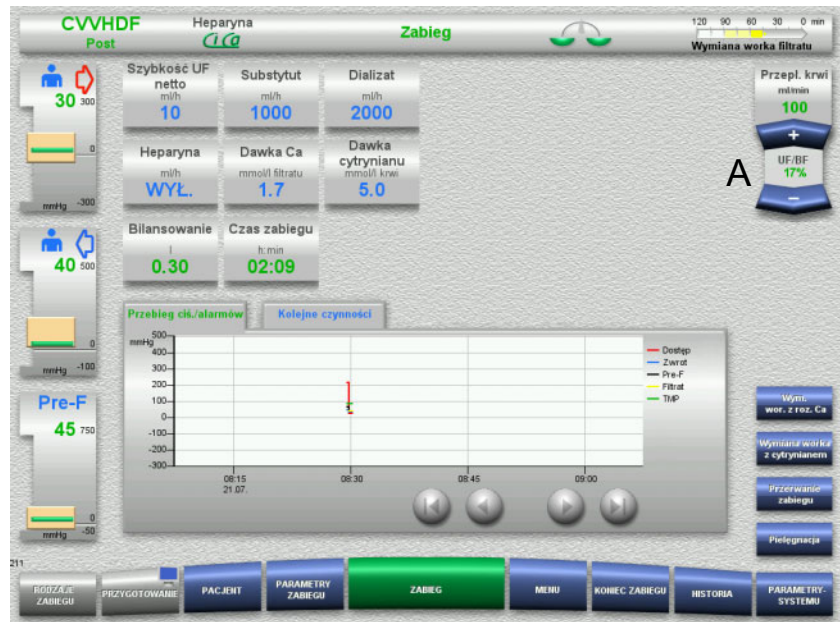 CVVHDF
Post
Heparyna
CiCa
Zabieg
120 90 60 30 0 min
Wymiana worka filtratu
30
300
0
mmHg -300
40
500
0
mmHg -100
Pre-F
45
750
0
mmHg -50
Szybkość UF
netto
ml/h
10
Substytut
ml/h
1000
Dializat
ml/h
2000
Heparyna
ml/h
WYŁ.
Dawka Ca
mmol/l filtratu
1.7
Dawka
cytrynianu
mmol/l krwi
5.0
Bilansowanie
l
0.30
Czas zabiegu
h:min
02:09
Przepł. krwi
ml/min
100
+
UF/BF
17%
−
A
Przebieg ciś./alarmów
Kolejne czynności
mmHg
500
400
300
200
100
0
-100
-200
-300
08:15
21.07.
08:30
08:45
09:00
Dostęp
Zwrot
Pre-F
Filtrat
TMP
Wym.
wor. z roz. Ca
Wymiana worka
z cytrynianem
Przerwanie
zabiegu
Pielęgnacja
211
RODZAJE
ZABIEGU
PRZYGOTOWANIE
PACJENT
PARAMETRY
ZABIEGU
ZABIEG
MENU
KONIEC ZABIEGU
HISTORIA
PARAMETRY-
SYSTEMU